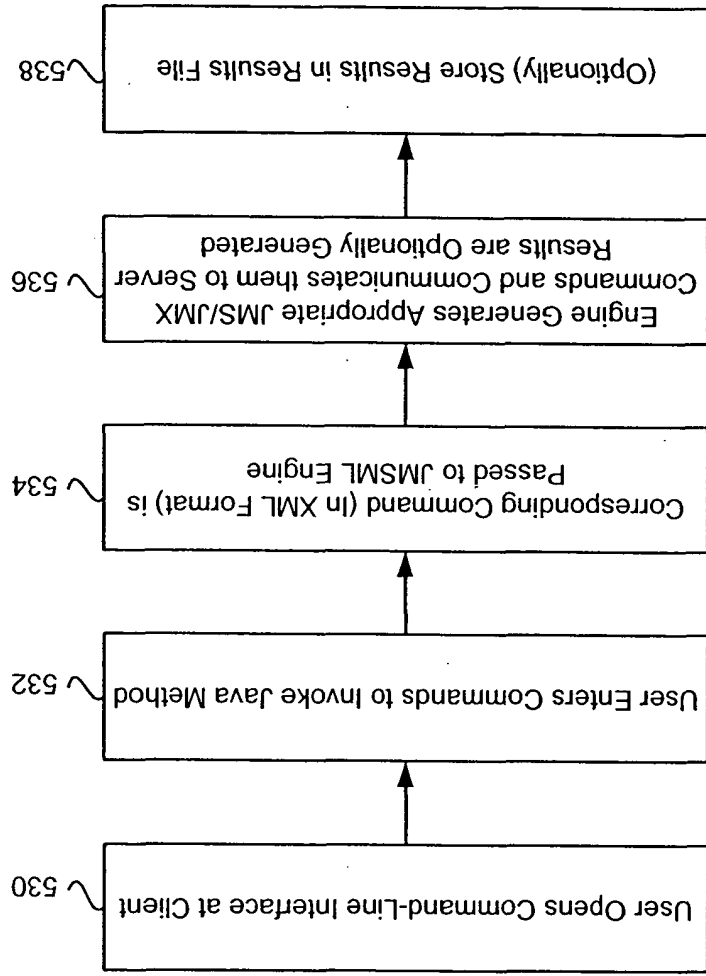 User Opens Command-Line Interface at Client
530
User Enters Commands to Invoke Java Method
532
Corresponding Command (In XML Format) is
Passed to JMSML Engine
534
Engine Generates Appropriate JMS/JMX
Commands and Communicates them to Server
Results are Optionally Generated
536
(Optionally) Store Results in Results File
538